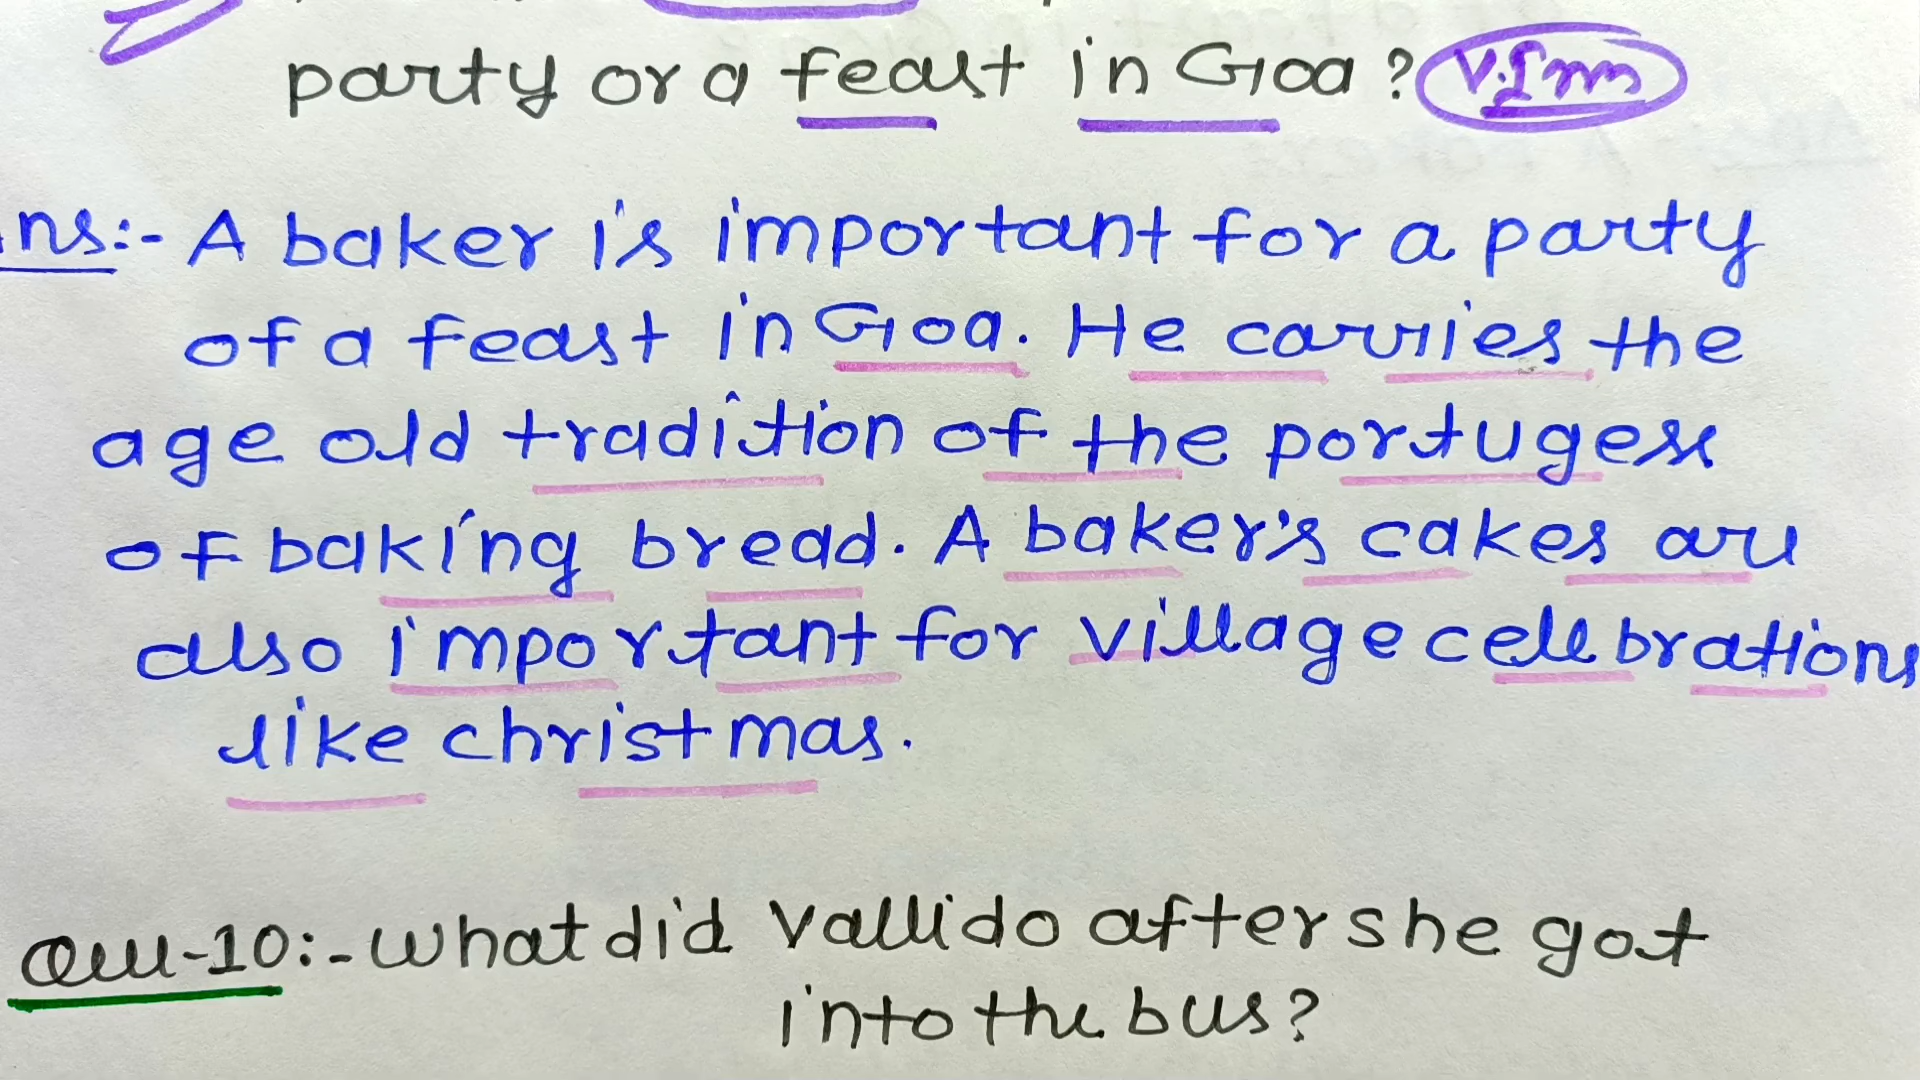 party or a feast in Goa? V.Imm
ns:- A baker is important for a party
of a feast in Goa. He carries the
age old tradition of the portugese
of baking bread. A baker's cakes are
also important for village celebrations
like christmas.
Que-10:- What did Valli do after she got
into the bus?